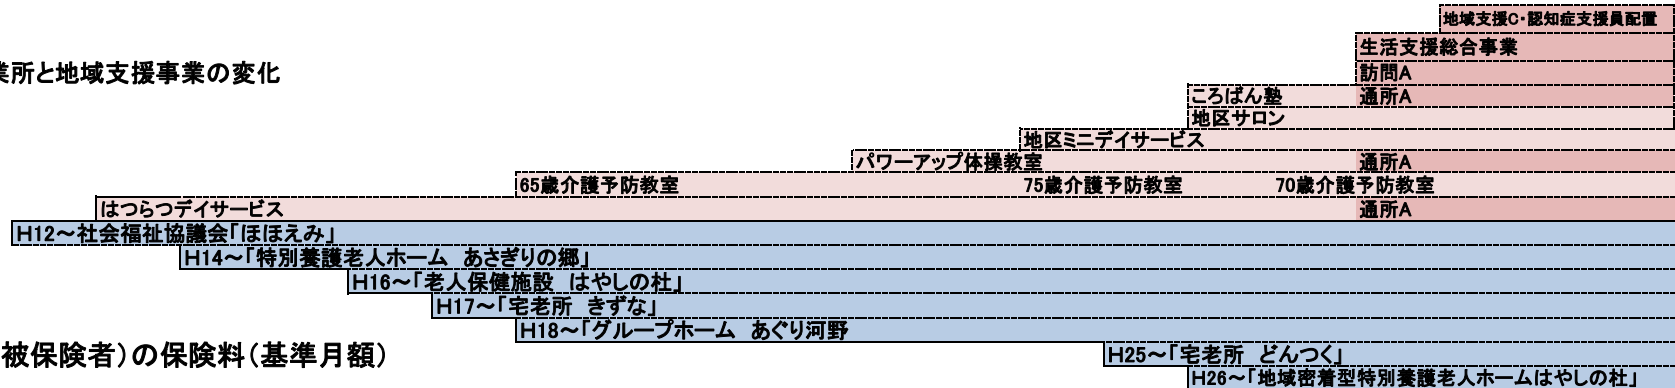 地域支援C・認知症支援員配置
生活支援総合事業
業所と地域支援事業の変化
訪問A
ころばん塾 通所A
地区サロン
地区ミニデイサービス
パワーアップ体操教室 通所A
65歳介護予防教室 75歳介護予防教室 70歳介護予防教室
はつらつデイサービス 通所A
H12～社会福祉協議会「ほほえみ」
H14～「特別養護老人ホーム　あさぎりの郷」
H16～「老人保健施設　はやしの杜」
H17～「宅老所　きずな」
H18～「グループホーム　あぐり河野
被保険者）の保険料（基準月額）
H25～「宅老所　どんつく」
H26～「地域密着型特別養護老人ホームはやしの杜」